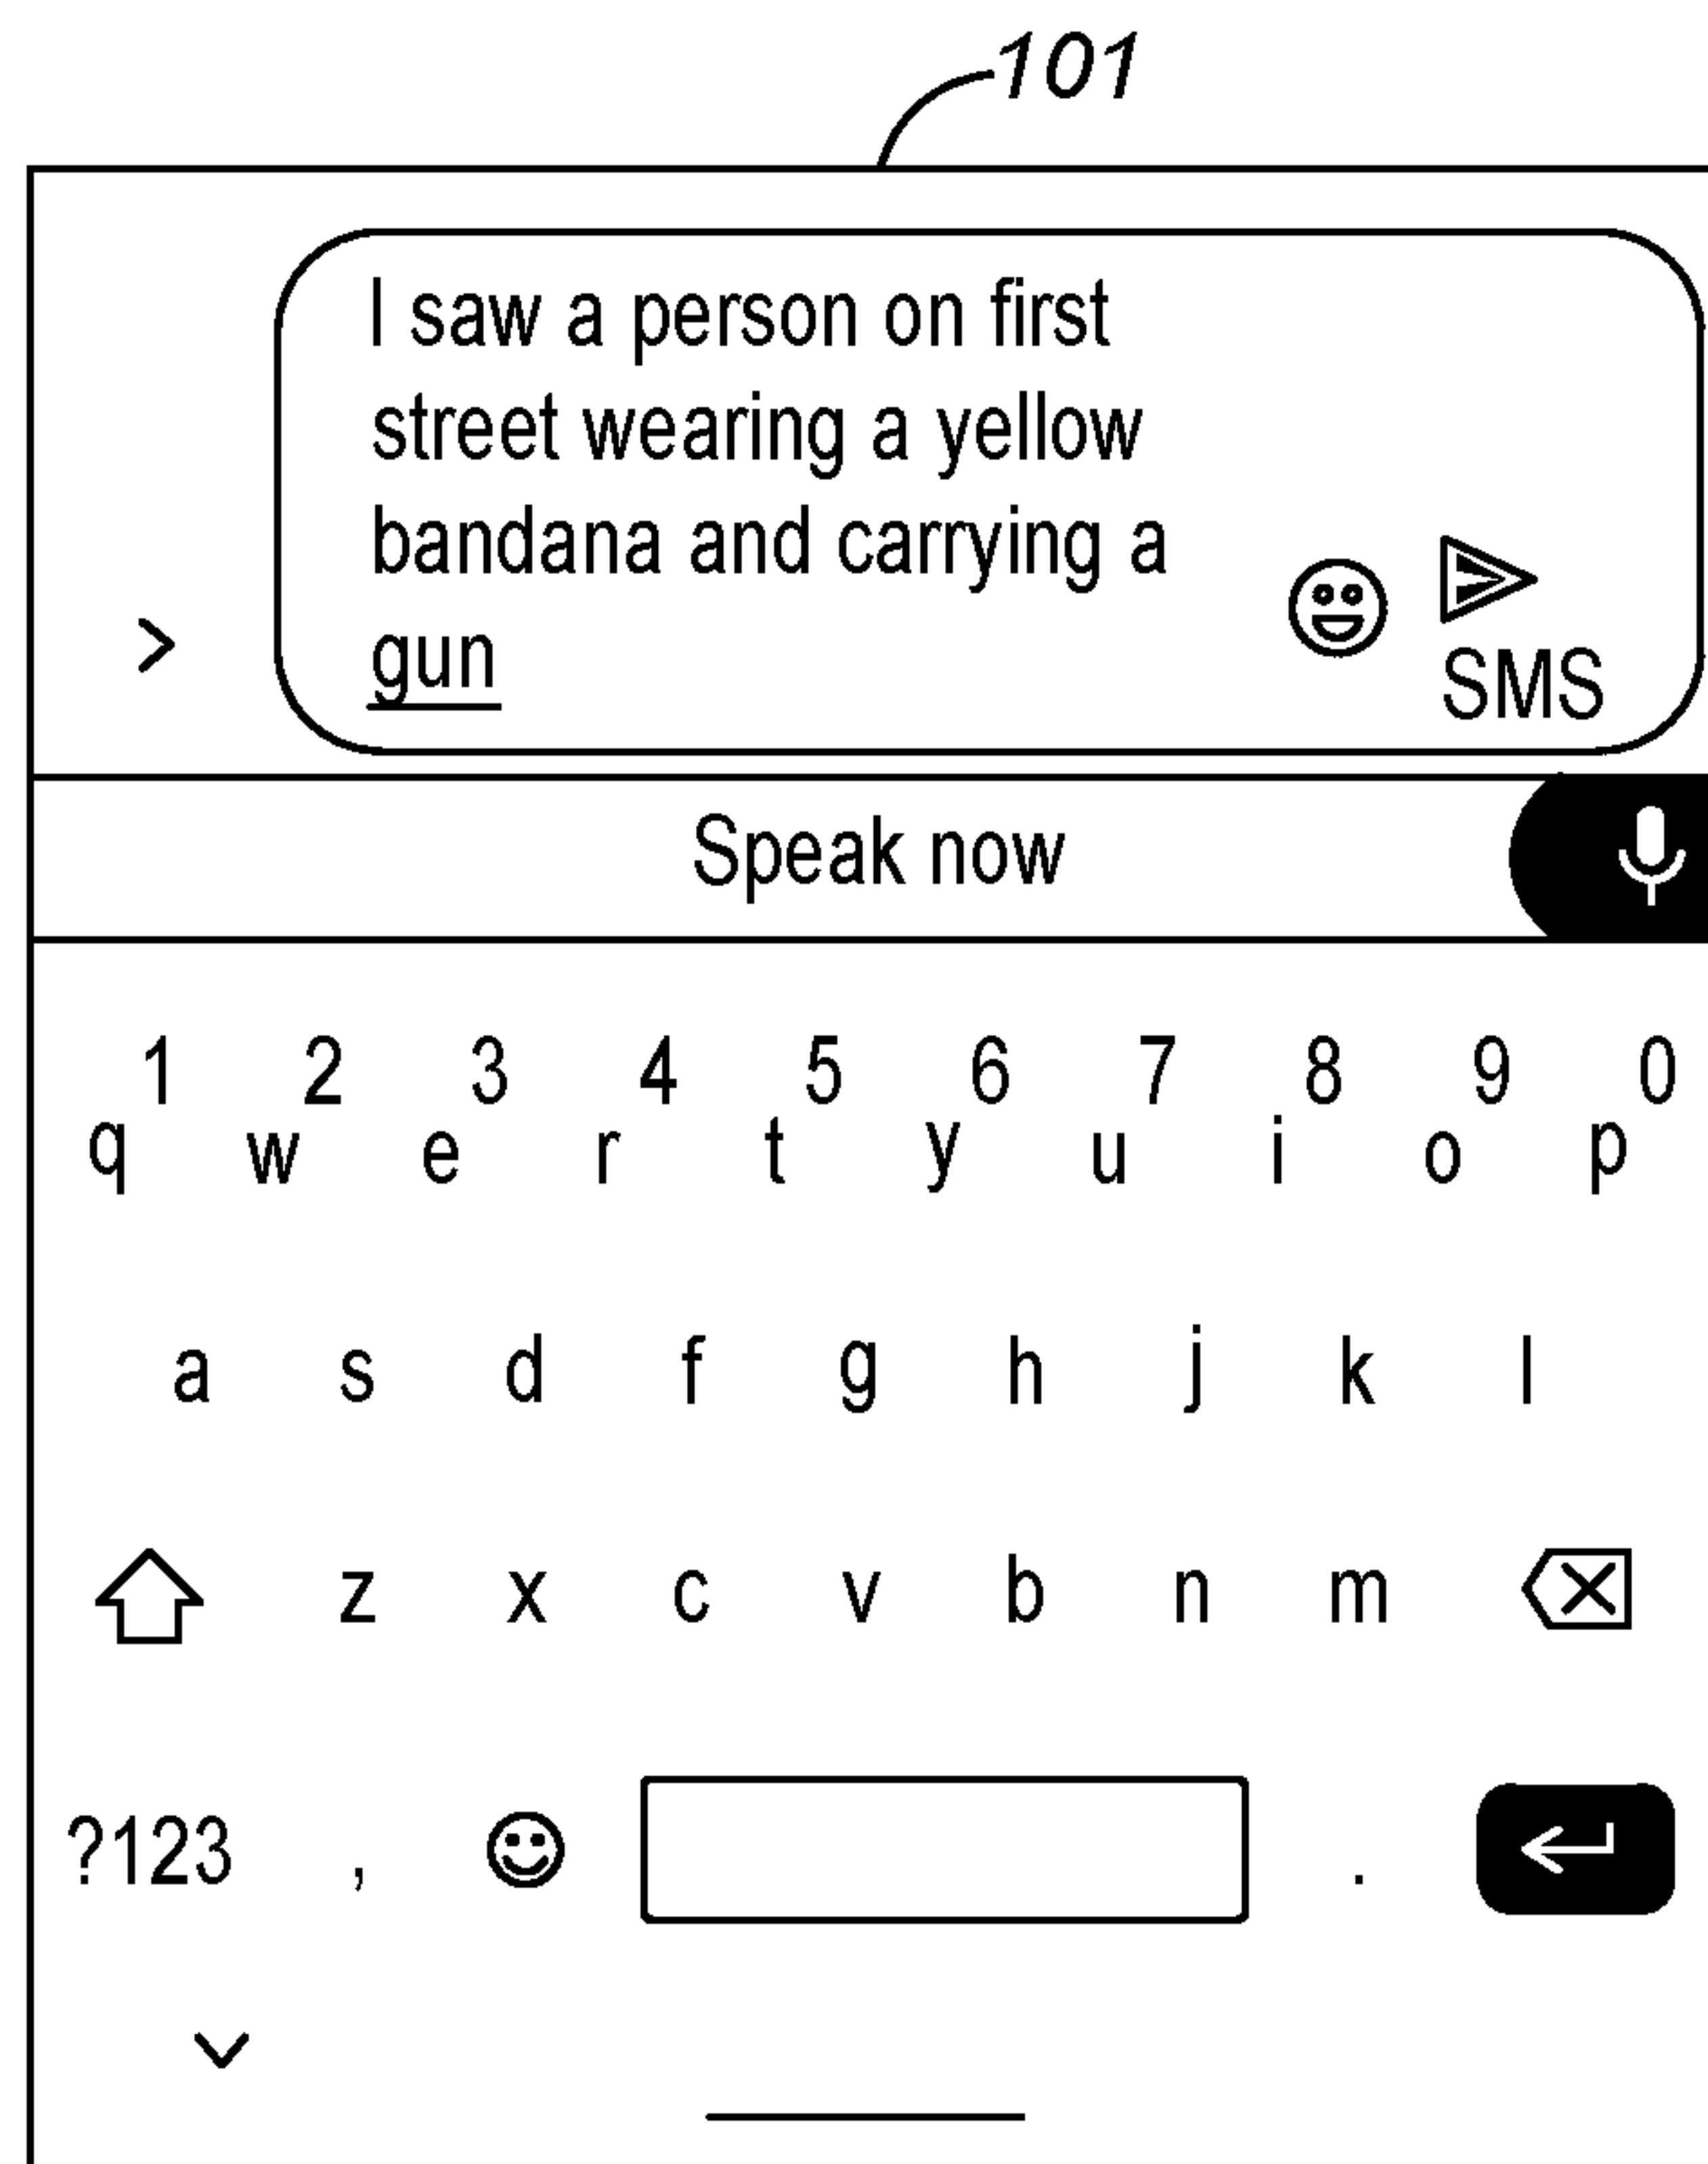 101
I saw a person on first
street wearing a yellow
bandana and carrying a
gun
SMS
Speak now
1 2 3 4 5 6 7 8 9 0
q w e r t y u i o p
a s d f g h j k l
z x c v b n m
?123 , .